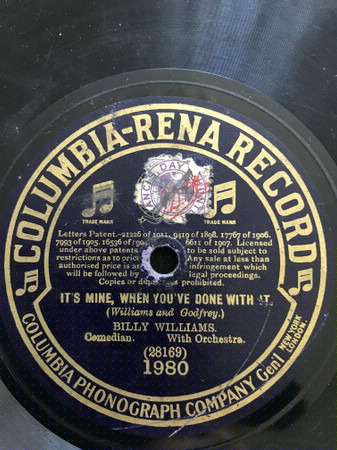 COLUMBIA-RENA RECORD
TRADE MARK
TRADE MARK
Letters Patent.-21226 of 1911. 9419 of 1898. 17767 of 1906.
7993 of 1905. 16536 of 6611 of 1907. Licensed
under above patents to be sold subject to
restrictions as to price Any sale at less than
authorised price is an infringement which
will be followed by legal proceedings.
Copies or prohibited.
IT'S MINE, WHEN YOU'VE DONE WITH IT.
(Williams and Godfrey.)
BILLY WILLIAMS.
Comedian. With Orchestra.
(28169)
1980
COLUMBIA PHONOGRAPH COMPANY Gen'l
NEW YORK
LONDON